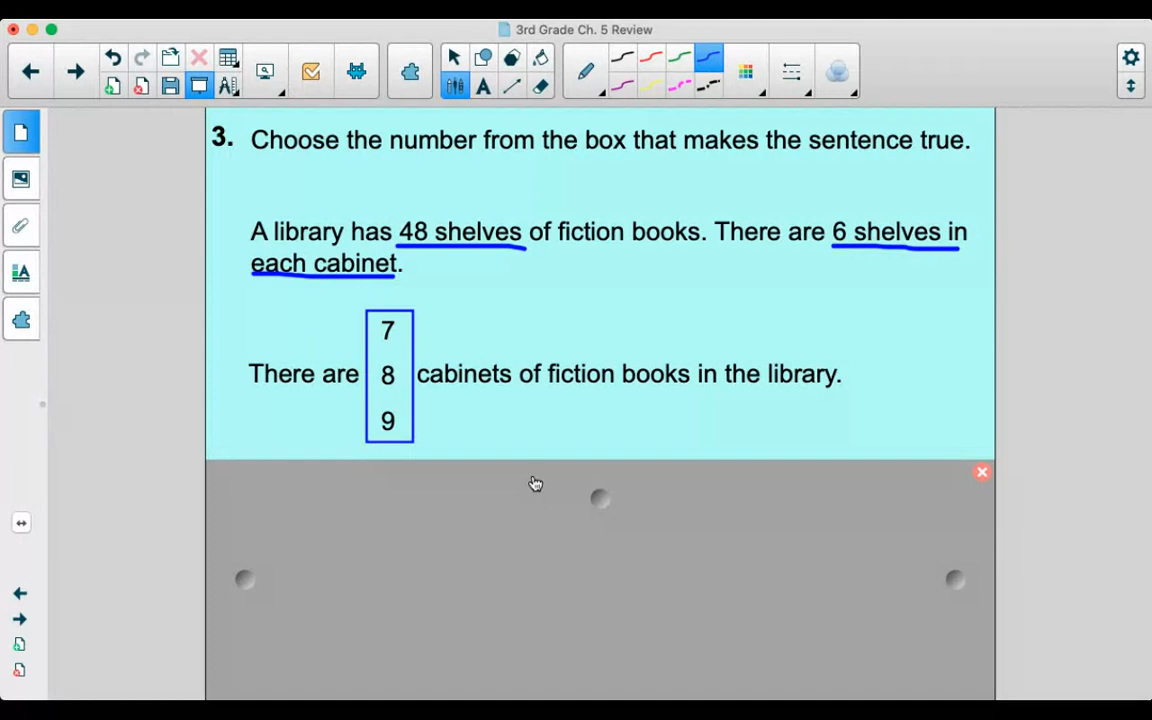 3rd Grade Ch. 5 Review
3. Choose the number from the box that makes the sentence true.
A library has 48 shelves of fiction books. There are 6 shelves in
each cabinet.
7
There are 8 cabinets of fiction books in the library.
9